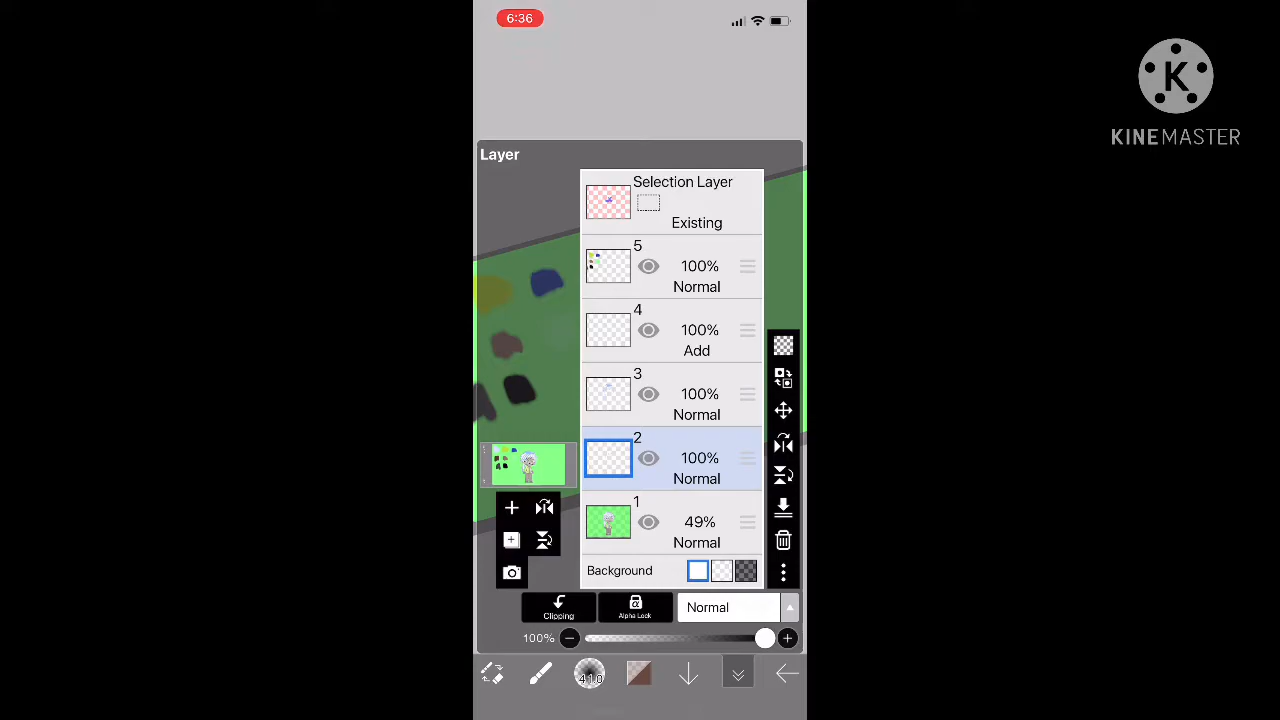 6:36
KINEMASTER
Layer
Selection Layer
Existing
5
100%
Normal
4
100%
Add
3
100%
Normal
2
100%
Normal
1
49%
Normal
Background
Clipping
Alpha Lock
Normal
100%
41.0